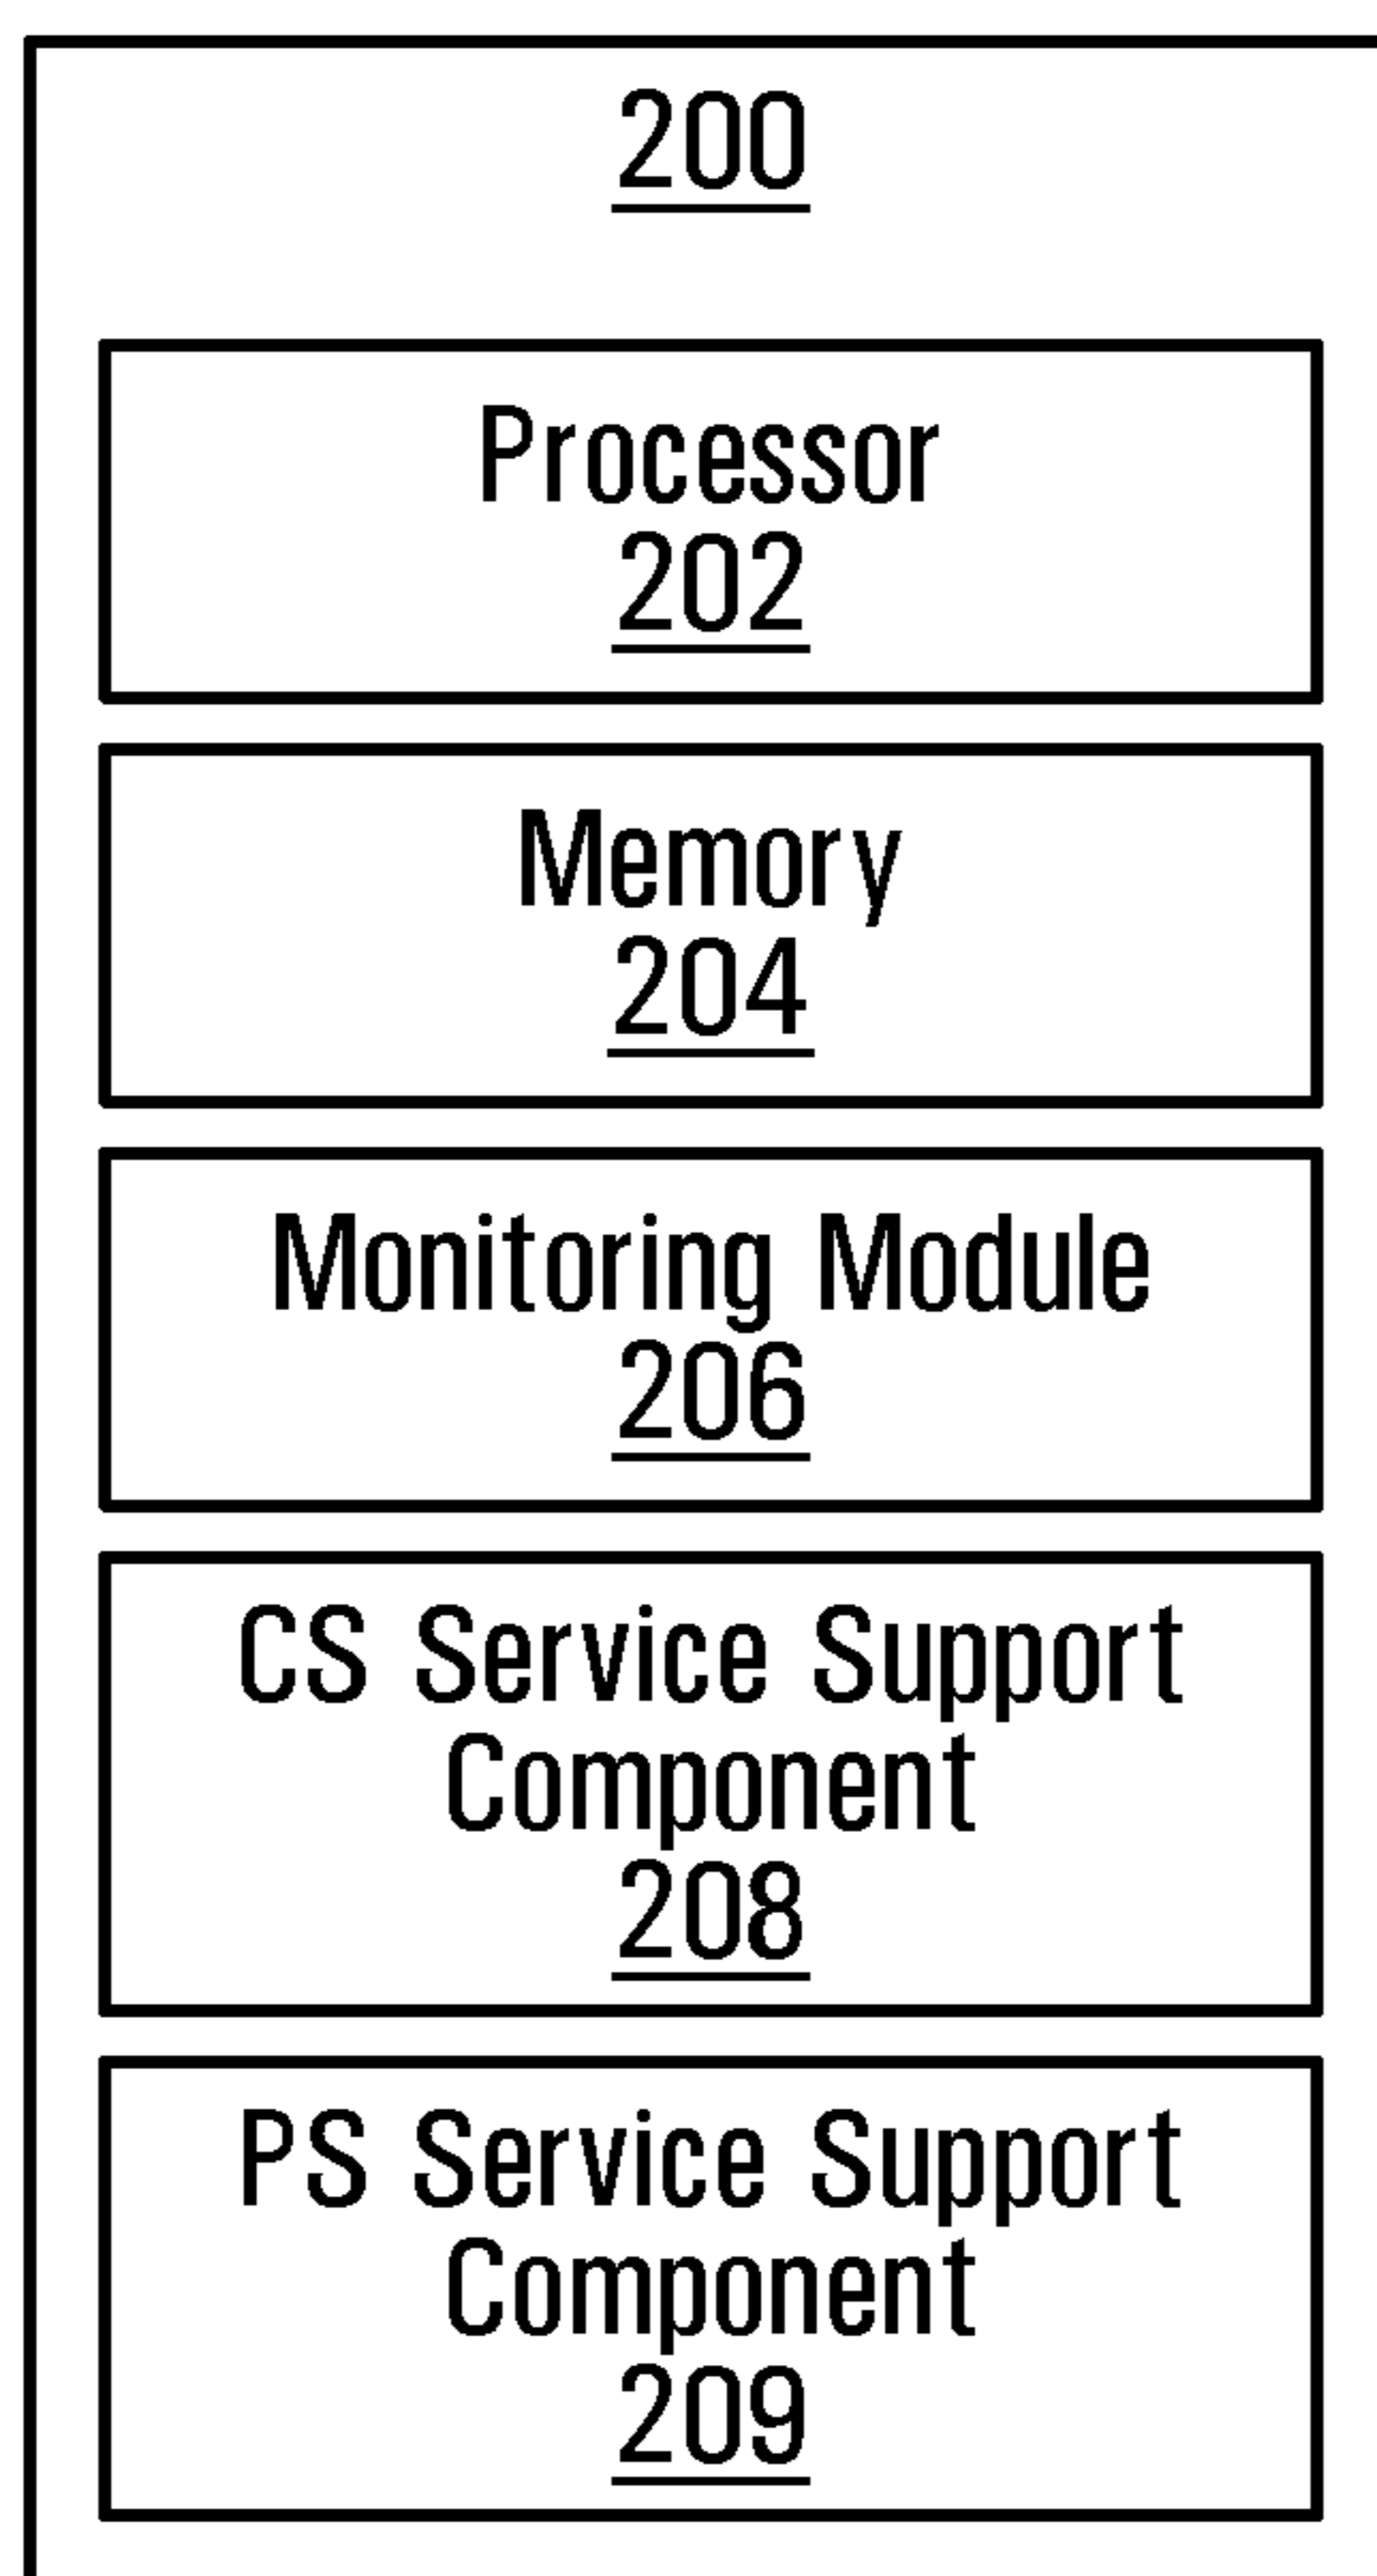 200
Processor
202
Memory
204
Monitoring Module
206
CS Service Support
Component
208
PS Service Support
Component
209